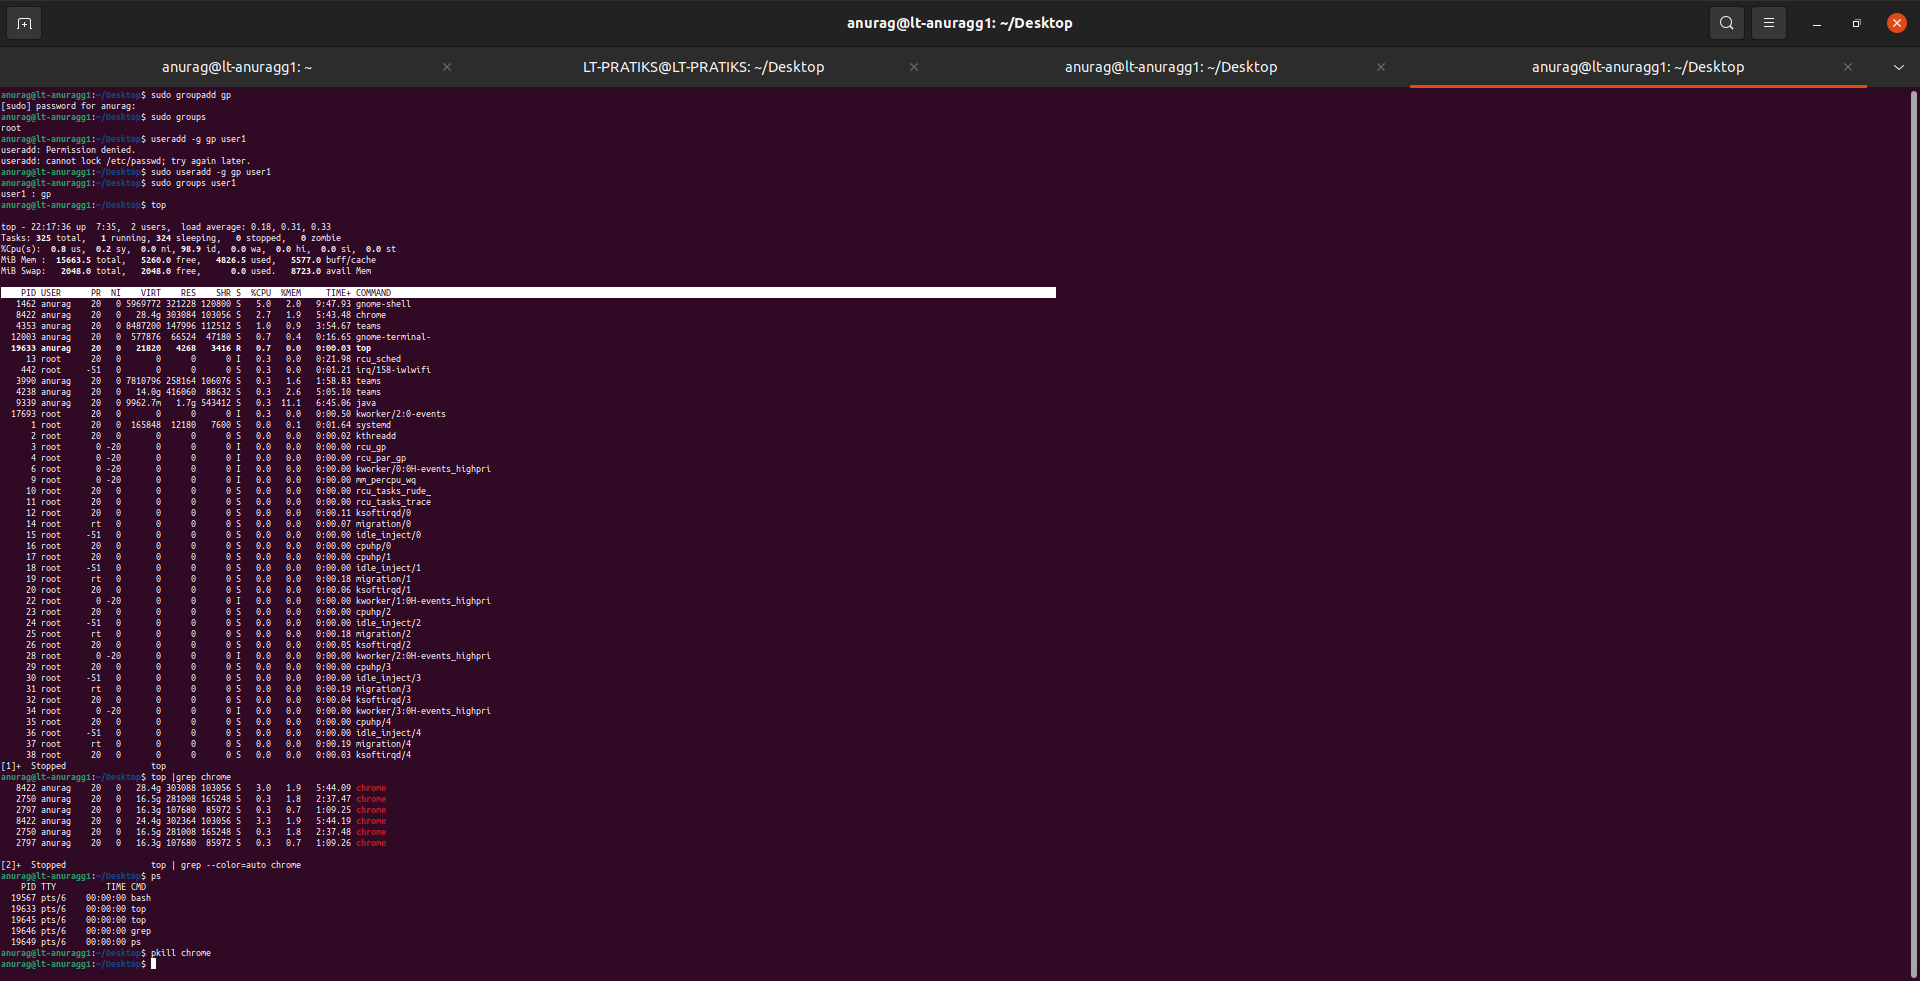 anurag@lt-anuragg1: ~/Desktop
anurag@lt-anuragg1: ~
LT-PRATIKS@LT-PRATIKS: ~/Desktop
anurag@lt-anuragg1: ~/Desktop
anurag@lt-anuragg1: ~/Desktop
anurag@lt-anuragg1:~/Desktop$ sudo groupadd gp
[sudo] password for anurag:
anurag@lt-anuragg1:~/Desktop$ sudo groups
root
anurag@lt-anuragg1:~/Desktop$ useradd -g gp user1
useradd: Permission denied.
useradd: cannot lock /etc/passwd; try again later.
anurag@lt-anuragg1:~/Desktop$ sudo useradd -g gp user1
anurag@lt-anuragg1:~/Desktop$ sudo groups user1
user1 : gp
anurag@lt-anuragg1:~/Desktop$ top
top - 22:17:36 up  7:35,  2 users,  load average: 0.18, 0.31, 0.33
Tasks: 325 total,   1 running, 324 sleeping,   0 stopped,   0 zombie
%Cpu(s):  0.8 us,  0.2 sy,  0.0 ni, 98.9 id,  0.0 wa,  0.0 hi,  0.0 si,  0.0 st
MiB Mem :  15663.5 total,   5260.0 free,   4826.5 used,   5577.0 buff/cache
MiB Swap:   2048.0 total,   2048.0 free,      0.0 used.   8723.0 avail Mem
PID USER PR NI VIRT RES SHR S %CPU %MEM TIME+ COMMAND
1462 anurag 20 0 5969772 321228 120800 S 5.0 2.0 9:47.93 gnome-shell
8422 anurag 20 0 28.4g 303084 103056 S 2.7 1.9 5:43.48 chrome
4353 anurag 20 0 8487200 147996 112512 S 1.0 0.9 3:54.67 teams
12003 anurag 20 0 577876 66524 47180 S 0.7 0.4 0:16.65 gnome-terminal-
19633 anurag 20 0 21820 4268 3416 R 0.7 0.0 0:00.03 top
13 root 20 0 0 0 0 I 0.3 0.0 0:21.98 rcu_sched
442 root -51 0 0 0 0 S 0.3 0.0 0:01.21 irq/158-iwlwifi
3990 anurag 20 0 7810796 258164 106076 S 0.3 1.6 1:58.83 teams
4238 anurag 20 0 14.0g 416060 88632 S 0.3 2.6 5:05.10 teams
9339 anurag 20 0 9962.7m 1.7g 543412 S 0.3 11.1 6:45.06 java
17693 root 20 0 0 0 0 I 0.3 0.0 0:00.50 kworker/2:0-events
1 root 20 0 165848 12180 7600 S 0.0 0.1 0:01.64 systemd
2 root 20 0 0 0 0 S 0.0 0.0 0:00.02 kthreadd
3 root 0 -20 0 0 0 I 0.0 0.0 0:00.00 rcu_gp
4 root 0 -20 0 0 0 I 0.0 0.0 0:00.00 rcu_par_gp
6 root 0 -20 0 0 0 I 0.0 0.0 0:00.00 kworker/0:0H-events_highpri
9 root 0 -20 0 0 0 I 0.0 0.0 0:00.00 mm_percpu_wq
10 root 20 0 0 0 0 S 0.0 0.0 0:00.00 rcu_tasks_rude_
11 root 20 0 0 0 0 S 0.0 0.0 0:00.00 rcu_tasks_trace
12 root 20 0 0 0 0 S 0.0 0.0 0:00.11 ksoftirqd/0
14 root rt 0 0 0 0 S 0.0 0.0 0:00.07 migration/0
15 root -51 0 0 0 0 S 0.0 0.0 0:00.00 idle_inject/0
16 root 20 0 0 0 0 S 0.0 0.0 0:00.00 cpuhp/0
17 root 20 0 0 0 0 S 0.0 0.0 0:00.00 cpuhp/1
18 root -51 0 0 0 0 S 0.0 0.0 0:00.00 idle_inject/1
19 root rt 0 0 0 0 S 0.0 0.0 0:00.18 migration/1
20 root 20 0 0 0 0 S 0.0 0.0 0:00.06 ksoftirqd/1
22 root 0 -20 0 0 0 I 0.0 0.0 0:00.00 kworker/1:0H-events_highpri
23 root 20 0 0 0 0 S 0.0 0.0 0:00.00 cpuhp/2
24 root -51 0 0 0 0 S 0.0 0.0 0:00.00 idle_inject/2
25 root rt 0 0 0 0 S 0.0 0.0 0:00.18 migration/2
26 root 20 0 0 0 0 S 0.0 0.0 0:00.05 ksoftirqd/2
28 root 0 -20 0 0 0 I 0.0 0.0 0:00.00 kworker/2:0H-events_highpri
29 root 20 0 0 0 0 S 0.0 0.0 0:00.00 cpuhp/3
30 root -51 0 0 0 0 S 0.0 0.0 0:00.00 idle_inject/3
31 root rt 0 0 0 0 S 0.0 0.0 0:00.19 migration/3
32 root 20 0 0 0 0 S 0.0 0.0 0:00.04 ksoftirqd/3
34 root 0 -20 0 0 0 I 0.0 0.0 0:00.00 kworker/3:0H-events_highpri
35 root 20 0 0 0 0 S 0.0 0.0 0:00.00 cpuhp/4
36 root -51 0 0 0 0 S 0.0 0.0 0:00.00 idle_inject/4
37 root rt 0 0 0 0 S 0.0 0.0 0:00.19 migration/4
38 root 20 0 0 0 0 S 0.0 0.0 0:00.03 ksoftirqd/4
[1]+  Stopped                 top
anurag@lt-anuragg1:~/Desktop$ top |grep chrome
8422 anurag 20 0 28.4g 303088 103056 S 3.0 1.9 5:44.09 chrome
2750 anurag 20 0 16.5g 281008 165248 S 0.3 1.8 2:37.47 chrome
2797 anurag 20 0 16.3g 107680 85972 S 0.3 0.7 1:09.25 chrome
8422 anurag 20 0 24.4g 302364 103056 S 3.3 1.9 5:44.19 chrome
2750 anurag 20 0 16.5g 281008 165248 S 0.3 1.8 2:37.48 chrome
2797 anurag 20 0 16.3g 107680 85972 S 0.3 0.7 1:09.26 chrome
[2]+  Stopped                 top | grep --color=auto chrome
anurag@lt-anuragg1:~/Desktop$ ps
PID TTY          TIME CMD
19567 pts/6    00:00:00 bash
19633 pts/6    00:00:00 top
19645 pts/6    00:00:00 top
19646 pts/6    00:00:00 grep
19649 pts/6    00:00:00 ps
anurag@lt-anuragg1:~/Desktop$ pkill chrome
anurag@lt-anuragg1:~/Desktop$